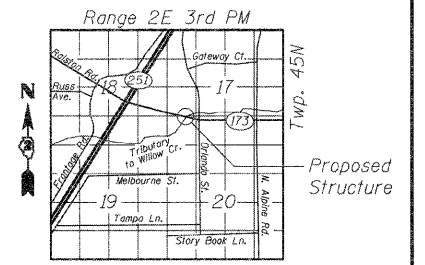 Range 2E 3rd PM
Twp. 45N
N
Ralston Rd.
251
Gateway Ct.
18
17
Russ
Ave.
173
Tributary
to Willow Cr.
Orlando St.
Frontage Rd.
Proposed
Structure
Melbourne St.
N. Alpine Rd.
19
20
Tampa Ln.
Story Book Ln.